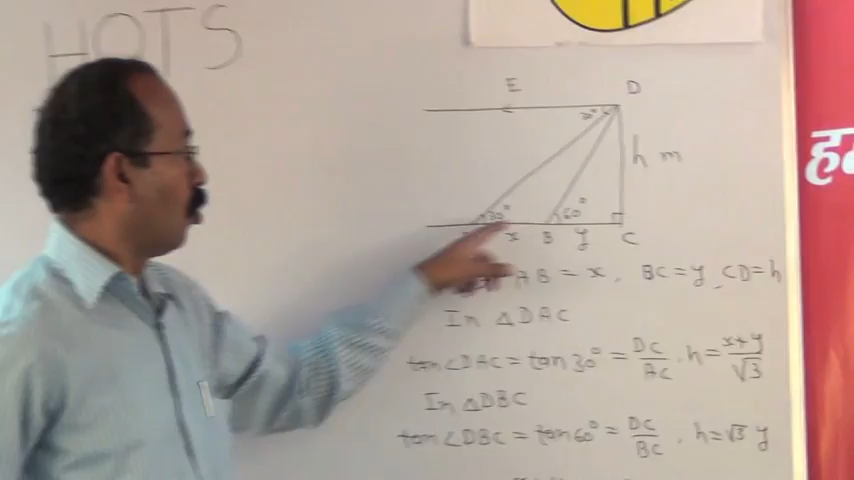 HOTS
E D
30°
h m
30° 60°
x B y C
AB = x, BC = y, CD = h
In △DAC
tan∠DAC = tan 30° = DC/AC . h = x+y/√3
In △DBC
tan∠DBC = tan 60° = DC/BC . h = √3 y